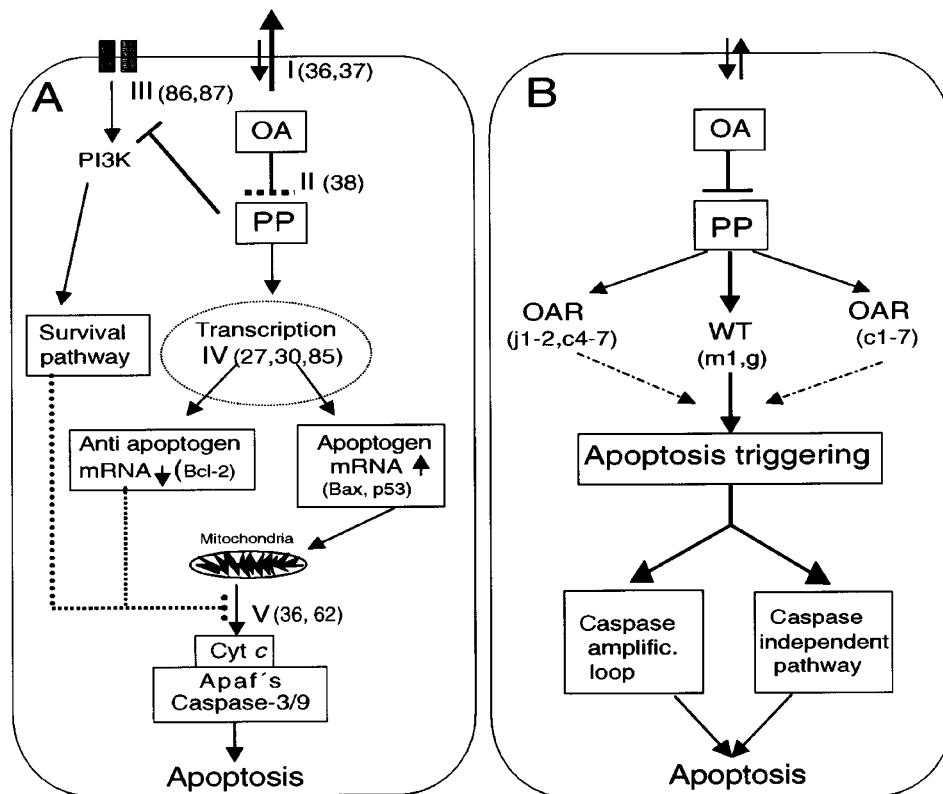 A
I (36,37)
III (86,87)
OA
PI3K
II (38)
PP
Survival
pathway
Transcription
IV (27,30,85)
Anti apoptogen
mRNA (Bcl-2)
Apoptogen
mRNA
(Bax, p53)
Mitochondria
V (36, 62)
Cyt c
Apaf´s
Caspase-3/9
Apoptosis
B
OA
PP
OAR
(j1-2,c4-7)
WT
(m1,g)
OAR
(c1-7)
Apoptosis triggering
Caspase
amplific.
loop
Caspase
independent
pathway
Apoptosis